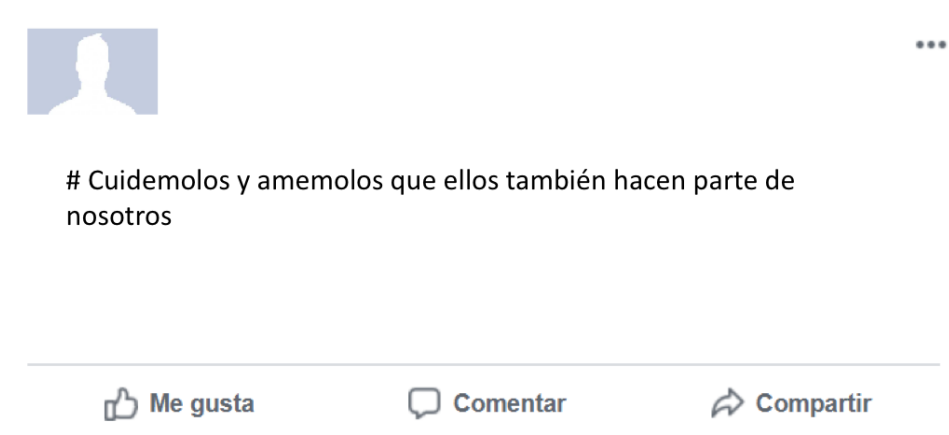 # Cuidemolos y amemolos que ellos también hacen parte de
nosotros
Me gusta
Comentar
Compartir